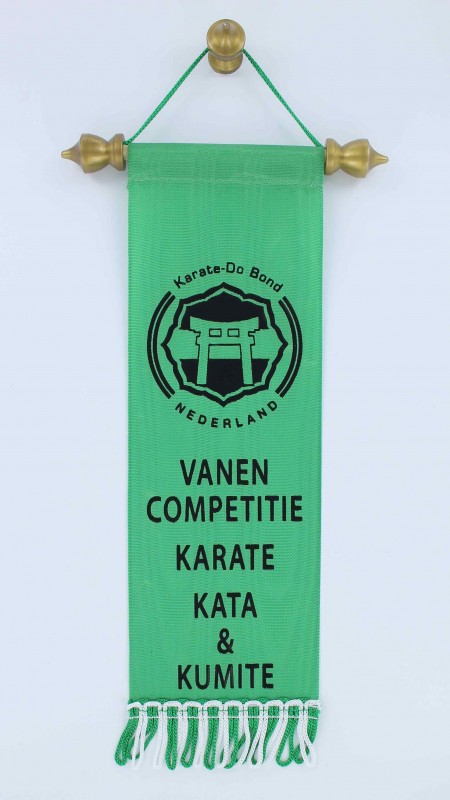 Karate-Do Bond
NEDERLAND
VANEN
COMPETITIE
KARATE
KATA
&
KUMITE